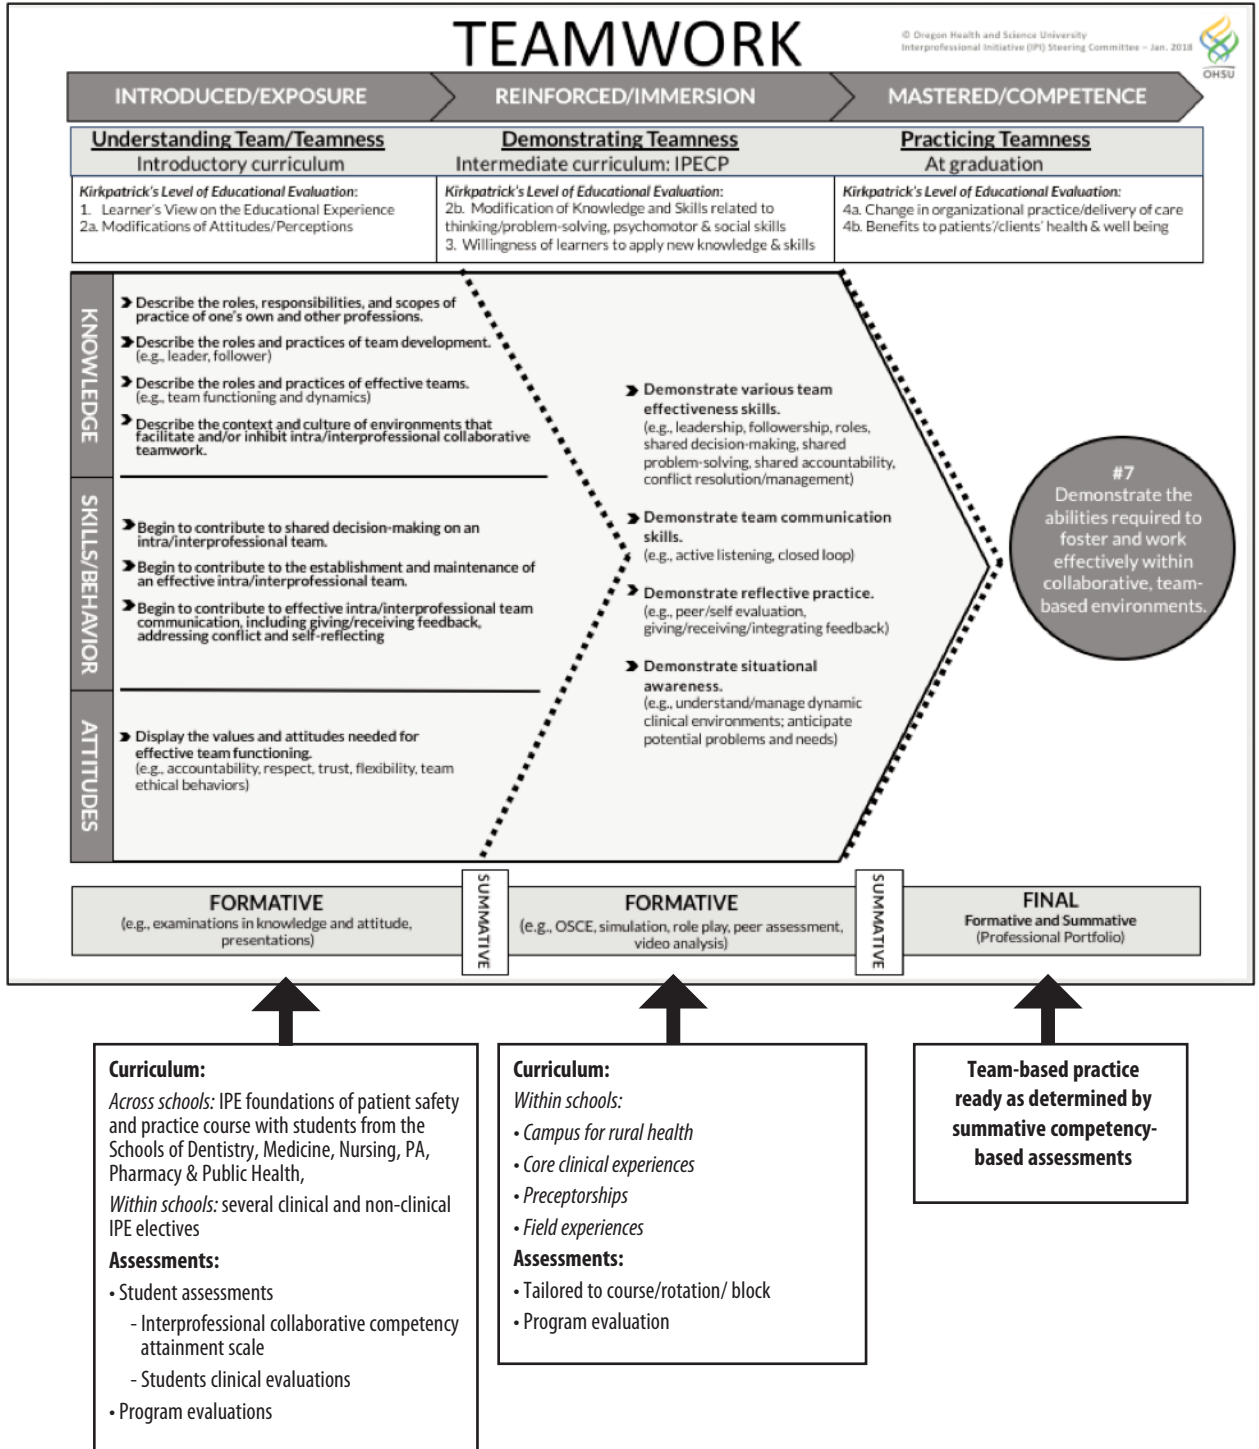 TEAMWORK
© Oregon Health and Science University
Interprofessional Initiative (IPI) Steering Committee – Jan. 2018
OHSU
INTRODUCED/EXPOSURE
REINFORCED/IMMERSION
MASTERED/COMPETENCE
Understanding Team/Teamness
Introductory curriculum
Demonstrating Teamness
Intermediate curriculum: IPECP
Practicing Teamness
At graduation
Kirkpatrick's Level of Educational Evaluation:
1. Learner's View on the Educational Experience
2a. Modifications of Attitudes/Perceptions
Kirkpatrick's Level of Educational Evaluation:
2b. Modification of Knowledge and Skills related to
thinking/problem-solving, psychomotor & social skills
3. Willingness of learners to apply new knowledge & skills
Kirkpatrick's Level of Educational Evaluation:
4a. Change in organizational practice/delivery of care
4b. Benefits to patients'/clients' health & well being
KNOWLEDGE
Describe the roles, responsibilities, and scopes of
practice of one's own and other professions.
Describe the roles and practices of team development.
(e.g., leader, follower)
Describe the roles and practices of effective teams.
(e.g., team functioning and dynamics)
Describe the context and culture of environments that
facilitate and/or inhibit intra/interprofessional collaborative
teamwork.
SKILLS/BEHAVIOR
Begin to contribute to shared decision-making on an
intra/interprofessional team.
Begin to contribute to the establishment and maintenance of
an effective intra/interprofessional team.
Begin to contribute to effective intra/interprofessional team
communication, including giving/receiving feedback,
addressing conflict and self-reflecting
ATTITUDES
Display the values and attitudes needed for
effective team functioning.
(e.g., accountability, respect, trust, flexibility, team
ethical behaviors)
Demonstrate various team
effectiveness skills.
(e.g., leadership, followership, roles,
shared decision-making, shared
problem-solving, shared accountability,
conflict resolution/management)
Demonstrate team communication
skills.
(e.g., active listening, closed loop)
Demonstrate reflective practice.
(e.g., peer/self evaluation,
giving/receiving/integrating feedback)
Demonstrate situational
awareness.
(e.g., understand/manage dynamic
clinical environments; anticipate
potential problems and needs)
#7
Demonstrate the
abilities required to
foster and work
effectively within
collaborative, team-
based environments.
FORMATIVE
(e.g., examinations in knowledge and attitude,
presentations)
SUMMATIVE
FORMATIVE
(e.g., OSCE, simulation, role play, peer assessment,
video analysis)
SUMMATIVE
FINAL
Formative and Summative
(Professional Portfolio)
Curriculum:
Across schools: IPE foundations of patient safety
and practice course with students from the
Schools of Dentistry, Medicine, Nursing, PA,
Pharmacy & Public Health,
Within schools: several clinical and non-clinical
IPE electives
Assessments:
• Student assessments
- Interprofessional collaborative competency
attainment scale
- Students clinical evaluations
• Program evaluations
Curriculum:
Within schools:
• Campus for rural health
• Core clinical experiences
• Preceptorships
• Field experiences
Assessments:
• Tailored to course/rotation/ block
• Program evaluation
Team-based practice
ready as determined by
summative competency-
based assessments